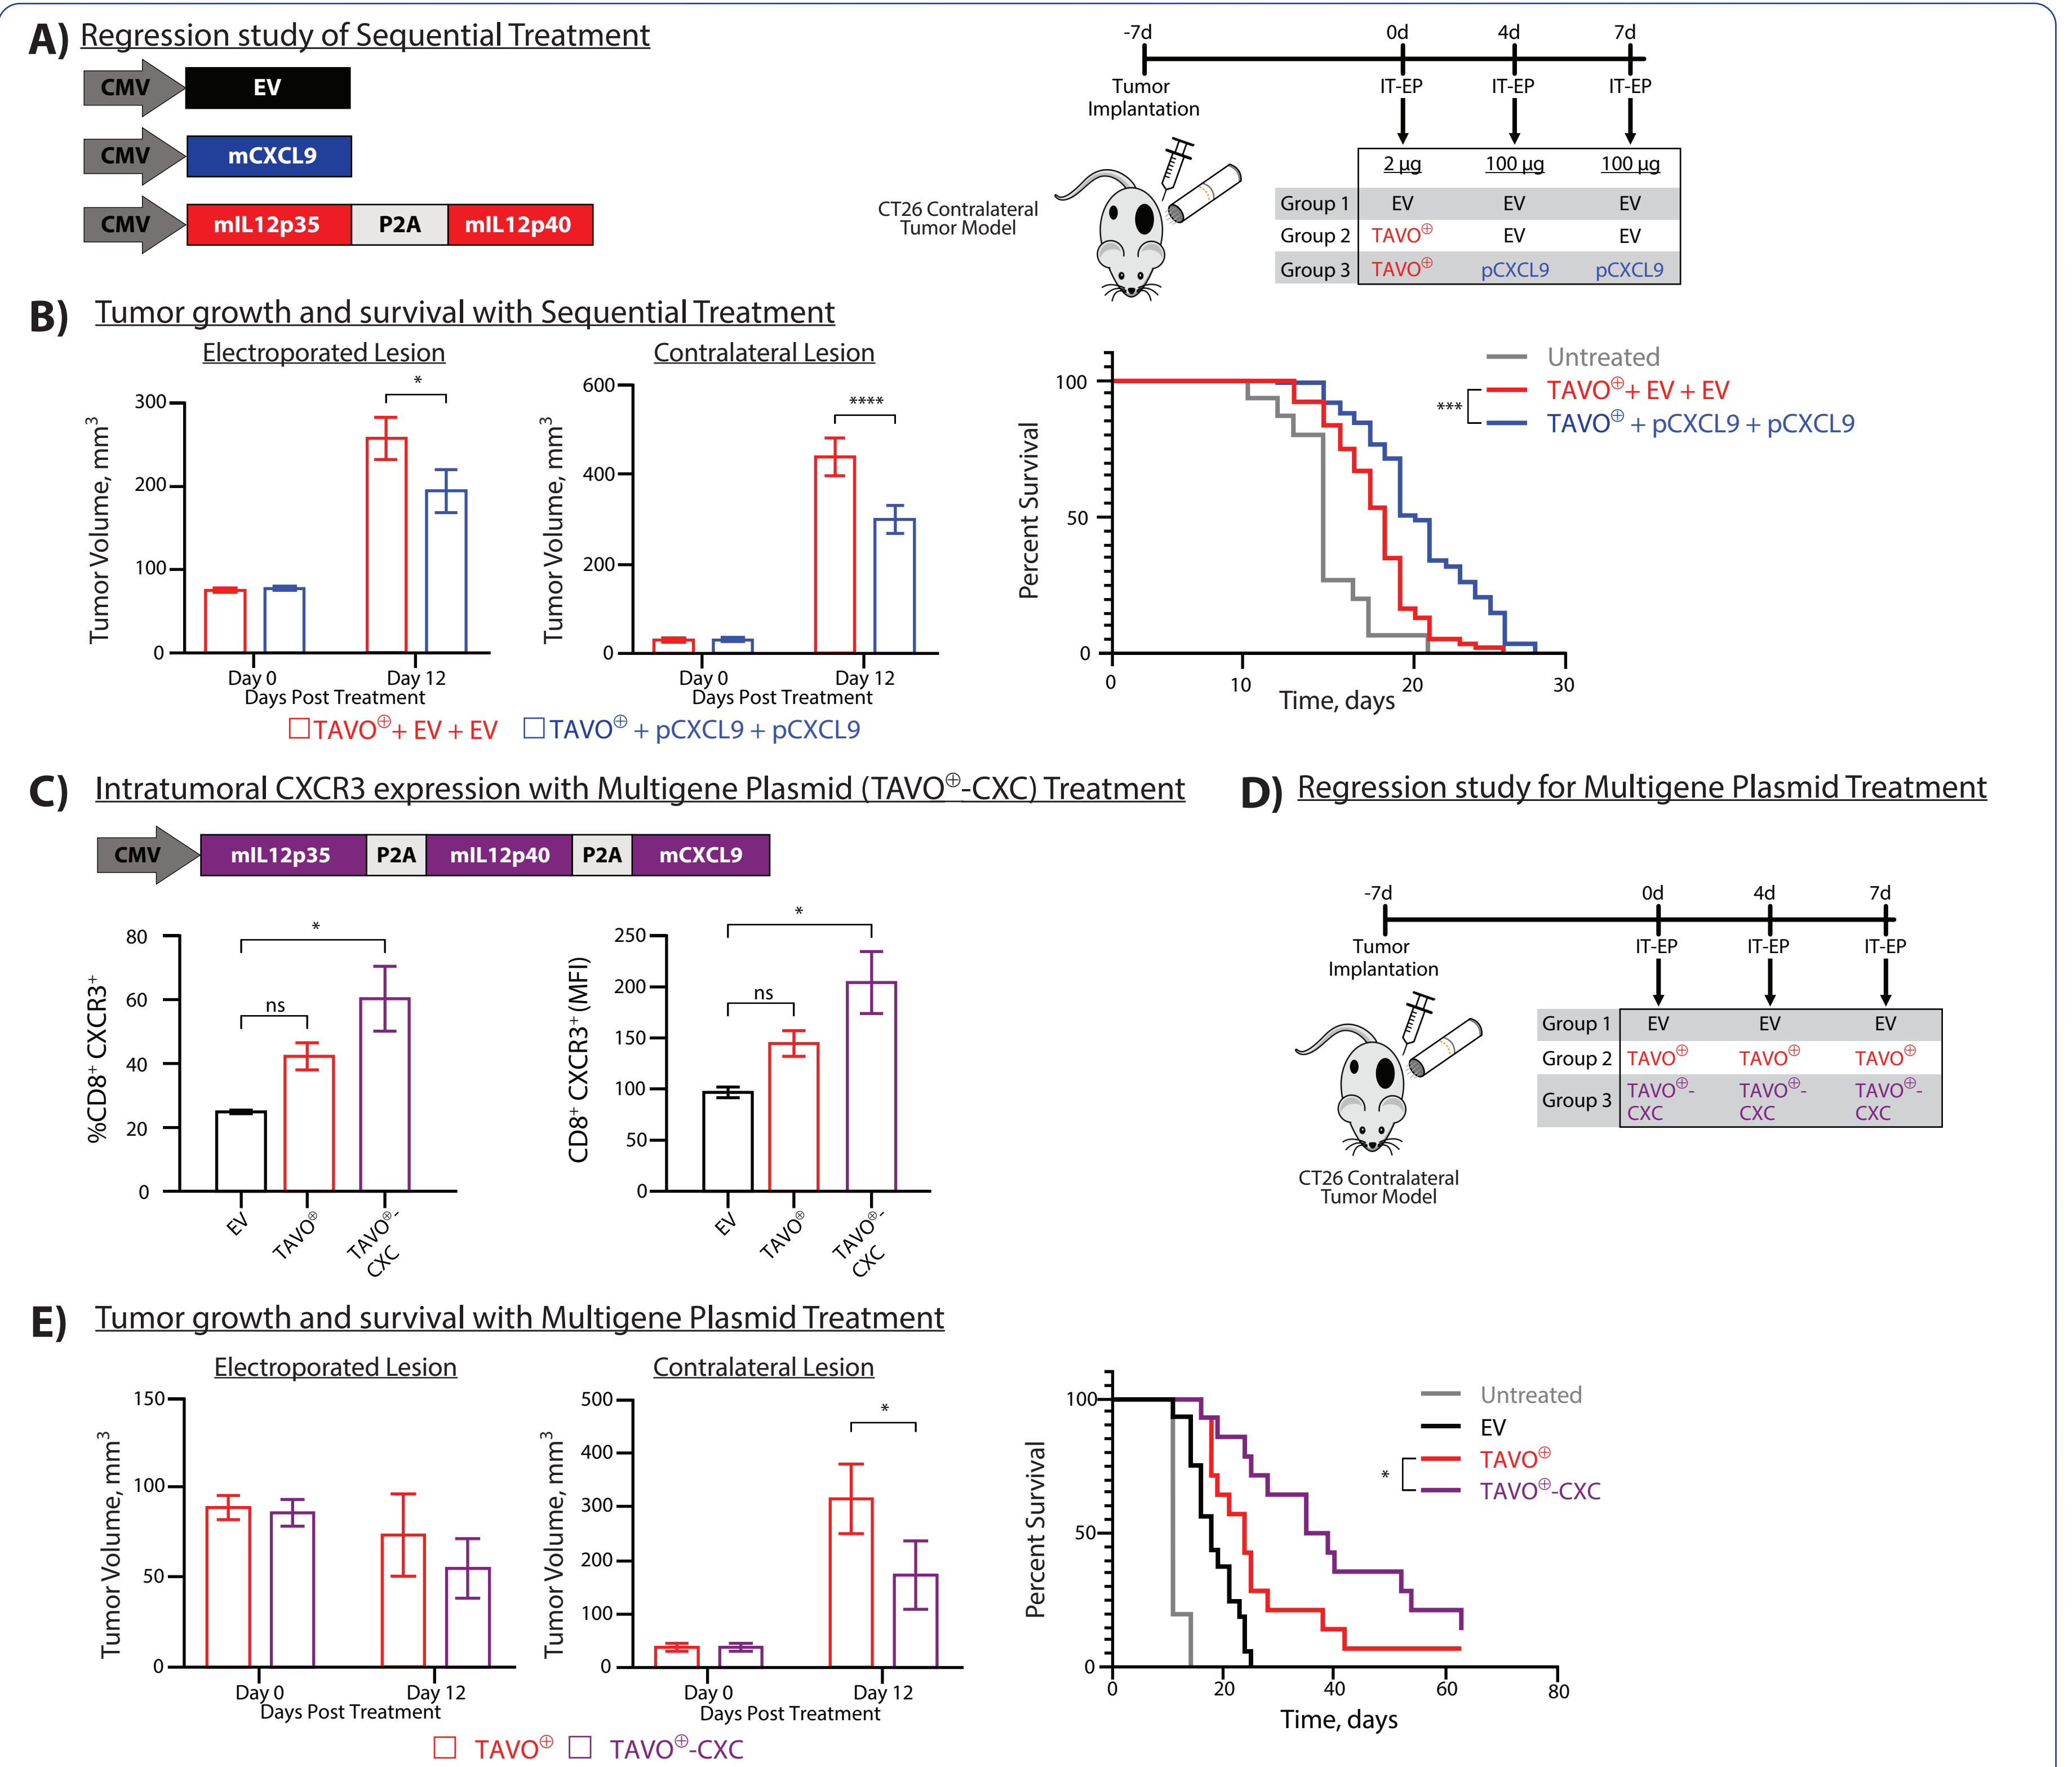 A) Regression study of Sequential Treatment
CMV EV
CMV mCXCL9
CMV mIL12p35 P2A mIL12p40
-7d 0d 4d 7d
Tumor Implantation
IT-EP IT-EP IT-EP
CT26 Contralateral
Tumor Model
2 µg 100 µg 100 µg
Group 1 EV EV EV
Group 2 TAVO⊕ EV EV
Group 3 TAVO⊕ pCXCL9 pCXCL9
B) Tumor growth and survival with Sequential Treatment
Electroporated Lesion
Tumor Volume, mm³
300
200
100
0
*
Day 0 Day 12
Days Post Treatment
Contralateral Lesion
Tumor Volume, mm³
600
400
200
0
****
Day 0 Day 12
Days Post Treatment
TAVO⊕+ EV + EV TAVO⊕ + pCXCL9 + pCXCL9
Percent Survival
100
50
0
0 10 20 30
Time, days
Untreated
TAVO⊕+ EV + EV
TAVO⊕ + pCXCL9 + pCXCL9
***
C) Intratumoral CXCR3 expression with Multigene Plasmid (TAVO⊕-CXC) Treatment
CMV mIL12p35 P2A mIL12p40 P2A mCXCL9
%CD8⁺ CXCR3⁺
80
60
40
20
0
ns
*
EV TAVO⊕ TAVO⊕-CXC
CD8⁺ CXCR3⁺ (MFI)
250
200
150
100
50
0
ns
*
EV TAVO⊕ TAVO⊕-CXC
D) Regression study for Multigene Plasmid Treatment
-7d 0d 4d 7d
Tumor Implantation
IT-EP IT-EP IT-EP
Group 1 EV EV EV
Group 2 TAVO⊕ TAVO⊕ TAVO⊕
Group 3 TAVO⊕-CXC TAVO⊕-CXC TAVO⊕-CXC
CT26 Contralateral
Tumor Model
E) Tumor growth and survival with Multigene Plasmid Treatment
Electroporated Lesion
Tumor Volume, mm³
150
100
50
0
Day 0 Day 12
Days Post Treatment
Contralateral Lesion
Tumor Volume, mm³
500
400
300
200
100
0
*
Day 0 Day 12
Days Post Treatment
TAVO⊕ TAVO⊕-CXC
Percent Survival
100
50
0
0 20 40 60 80
Time, days
Untreated
EV
TAVO⊕
TAVO⊕-CXC
*